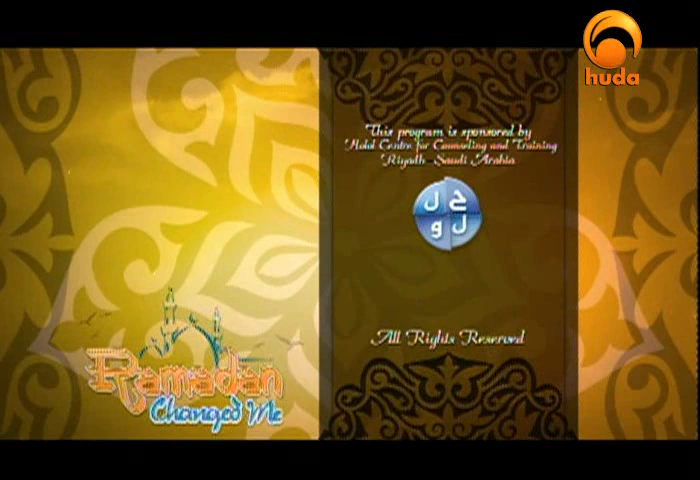 huda
This program is sponsored by
Holol Centre for Counseling and Training
Riyadh - Saudi Arabia
ح ل
ل و
All Rights Reserved
Ramadan
Changed Me